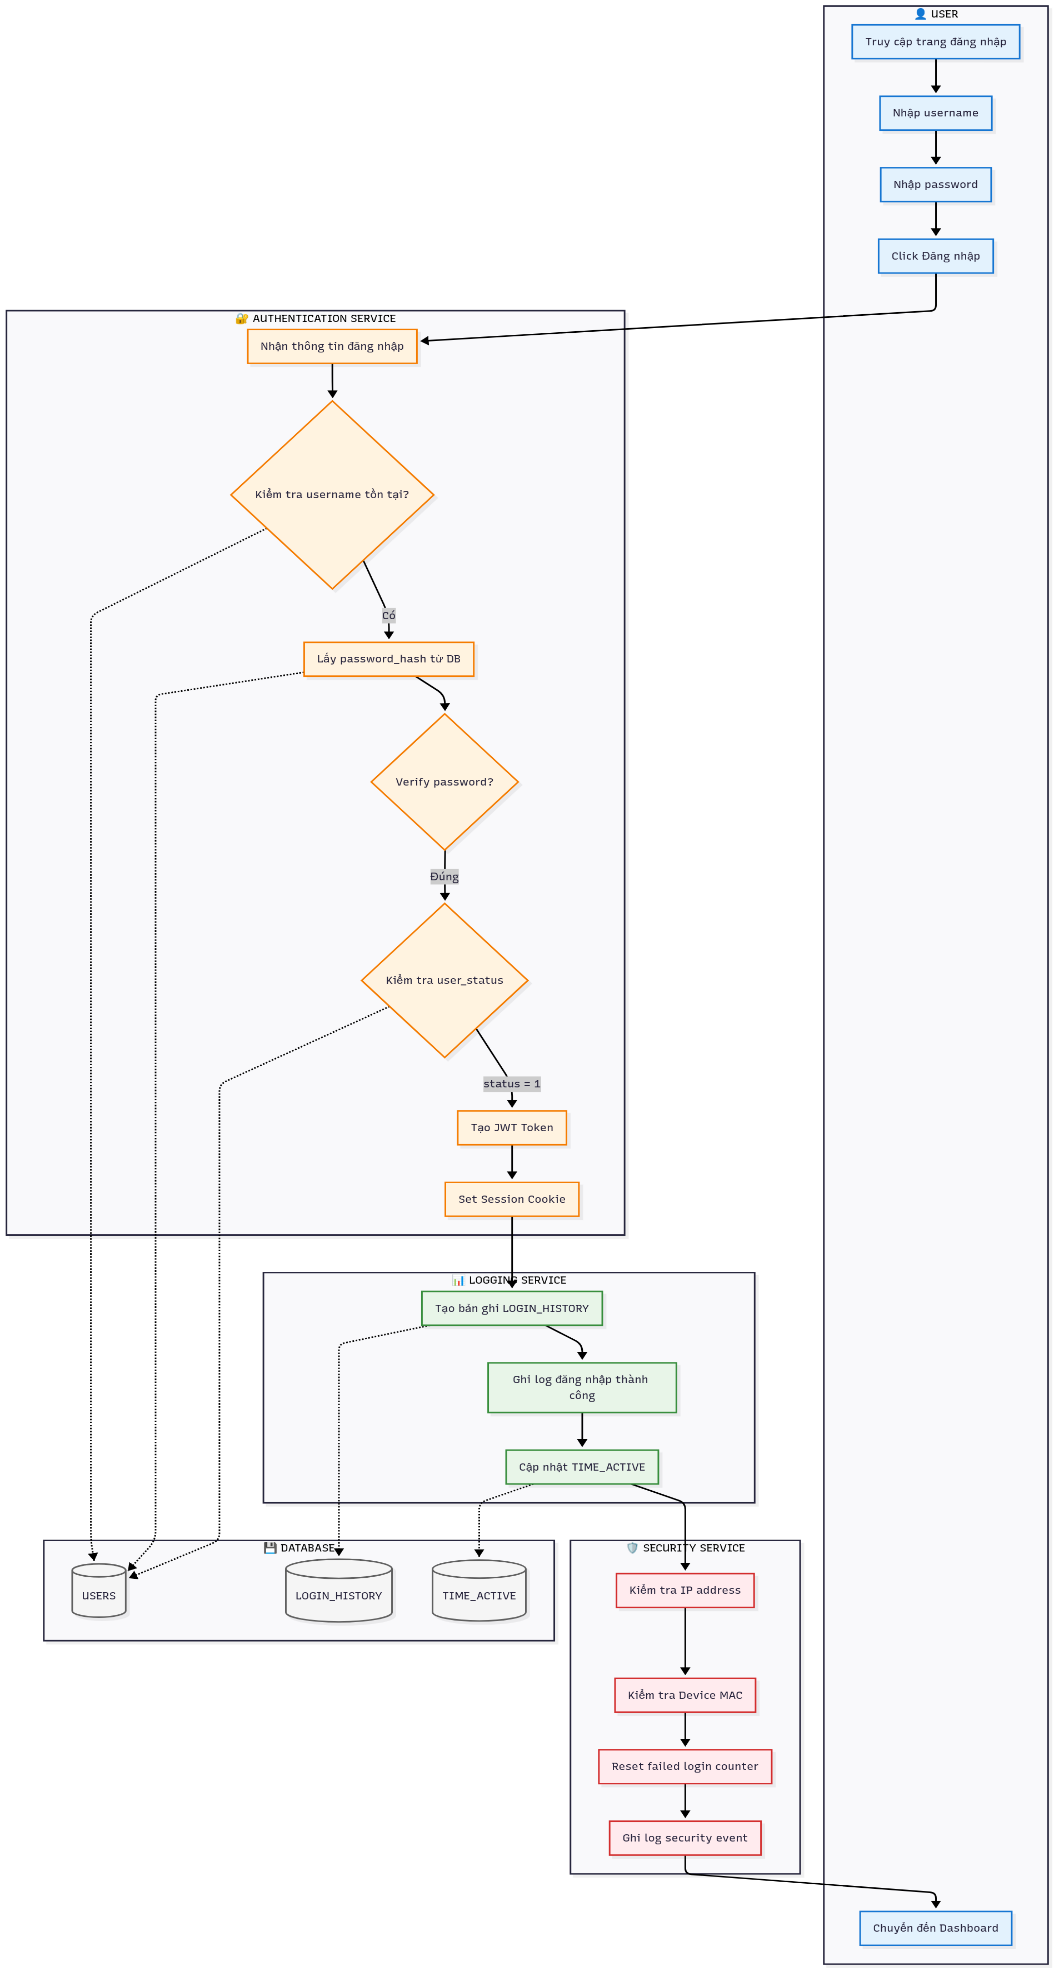 👤 USER
Truy cập trang đăng nhập
Nhập username
Nhập password
Click Đăng nhập
🔐 AUTHENTICATION SERVICE
Nhận thông tin đăng nhập
Kiểm tra username tồn tại?
Có
Lấy password_hash từ DB
Verify password?
Đúng
Kiểm tra user_status
status = 1
Tạo JWT Token
Set Session Cookie
📊 LOGGING SERVICE
Tạo bản ghi LOGIN_HISTORY
Ghi log đăng nhập thành
công
Cập nhật TIME_ACTIVE
💾 DATABASE
USERS
LOGIN_HISTORY
TIME_ACTIVE
🛡️ SECURITY SERVICE
Kiểm tra IP address
Kiểm tra Device MAC
Reset failed login counter
Ghi log security event
Chuyển đến Dashboard